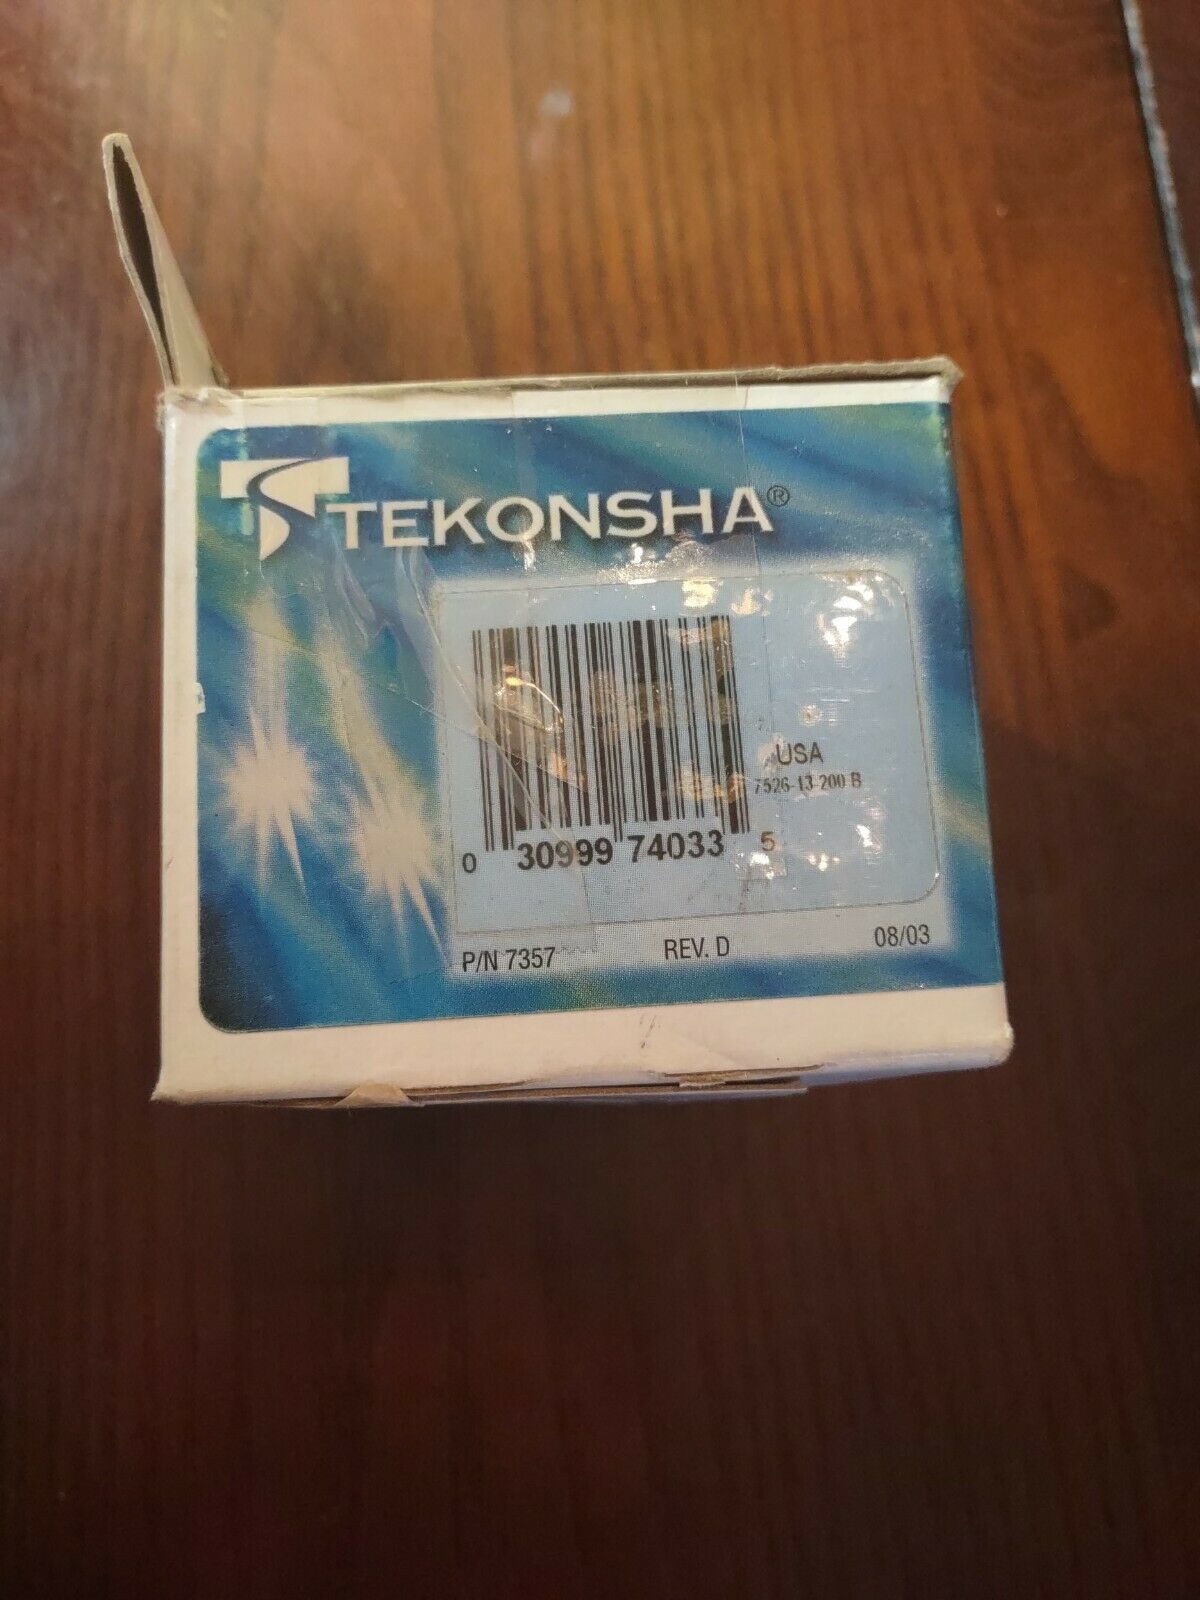 TEKONSHA®
USA
7526-13-200 B
0 30999 74033 5
P/N 7357 REV. D 08/03